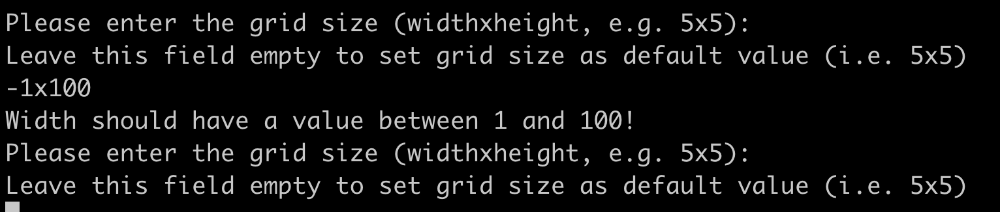 Please enter the grid size (widthxheight, e.g. 5x5):
Leave this field empty to set grid size as default value (i.e. 5x5)
-1x100
Width should have a value between 1 and 100!
Please enter the grid size (widthxheight, e.g. 5x5):
Leave this field empty to set grid size as default value (i.e. 5x5)